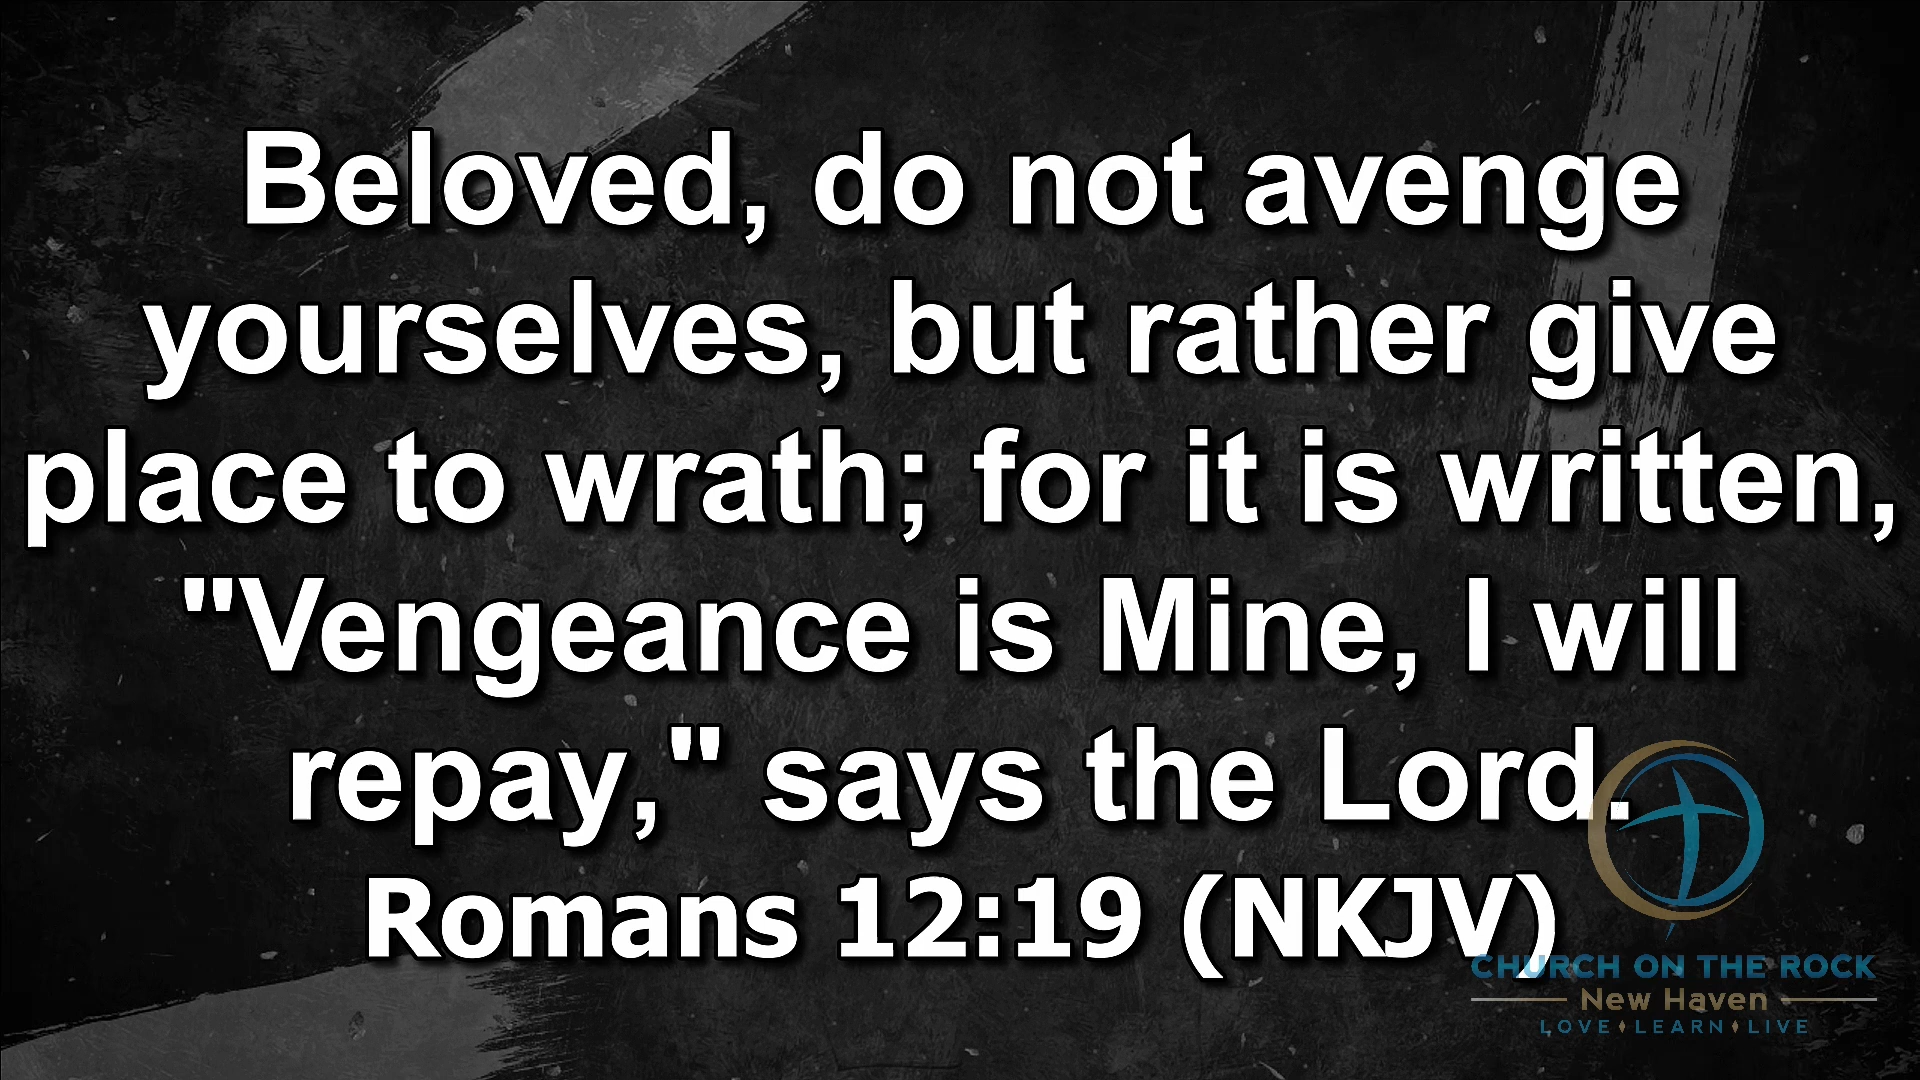 Beloved, do not avenge
yourselves, but rather give
place to wrath; for it is written,
"Vengeance is Mine, I will
repay," says the Lord.
Romans 12:19 (NKJV)
CHURCH ON THE ROCK
New Haven
LOVE♦LEARN♦LIVE